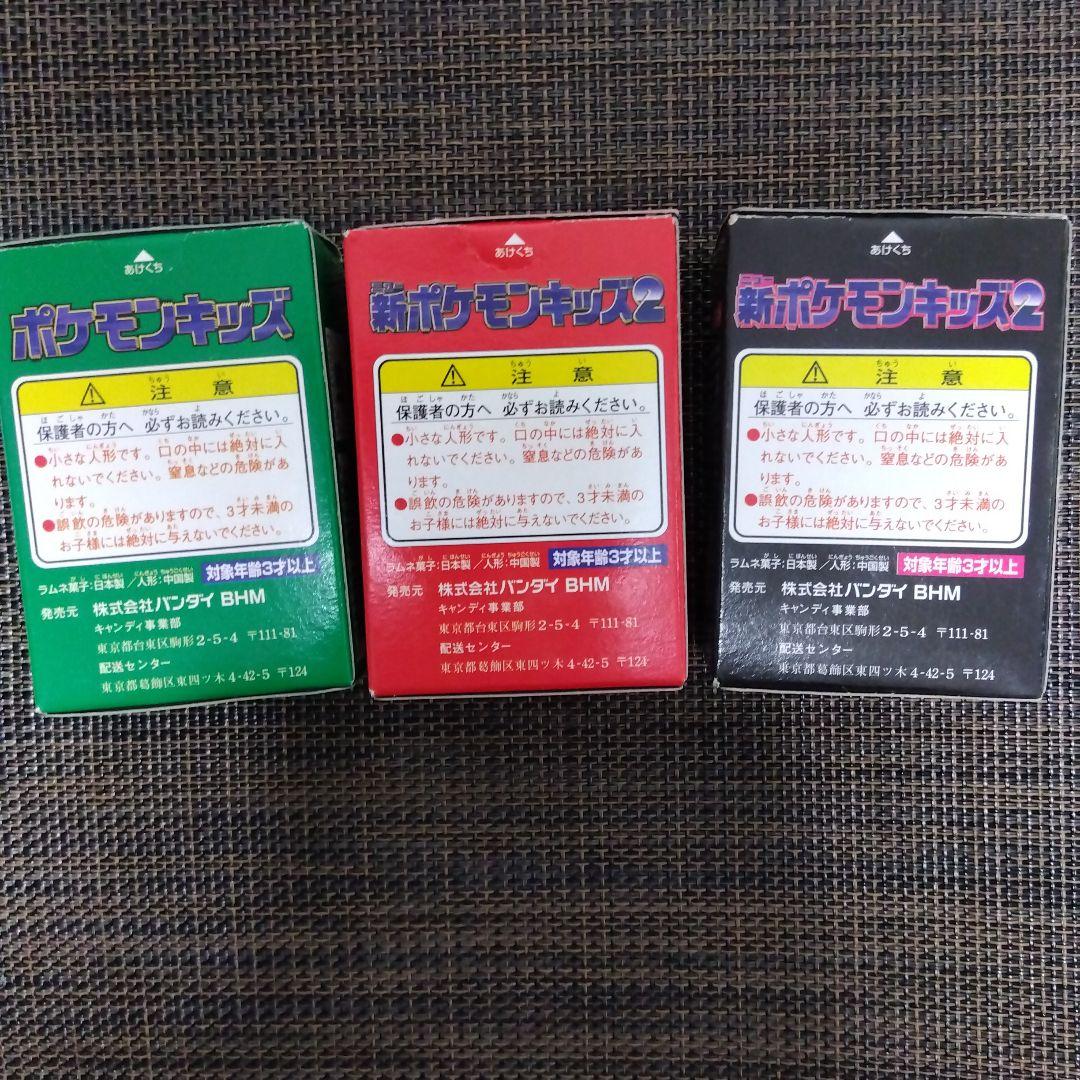 あけくち
ポケモンキッズ
⚠ 注意
保護者の方へ 必ずお読みください。
●小さな人形です。口の中には絶対に入
れないでください。窒息などの危険があ
ります。
●誤飲の危険がありますので、3才未満の
お子様には絶対に与えないでください。
ラムネ菓子:日本製/人形:中国製 対象年齢3才以上
発売元 株式会社バンダイ BHM
キャンディ事業部
東京都台東区駒形2-5-4 〒111-81
配送センター
東京都葛飾区東四ツ木4-42-5 〒124
あけくち
新ポケモンキッズ2
⚠ 注意
保護者の方へ 必ずお読みください。
●小さな人形です。口の中には絶対に入
れないでください。窒息などの危険があ
ります。
●誤飲の危険がありますので、3才未満の
お子様には絶対に与えないでください。
ラムネ菓子:日本製/人形:中国製 対象年齢3才以上
発売元 株式会社バンダイ BHM
キャンディ事業部
東京都台東区駒形2-5-4 〒111-81
配送センター
東京都葛飾区東四ツ木4-42-5 〒124
あけくち
新ポケモンキッズ2
⚠ 注意
保護者の方へ 必ずお読みください。
●小さな人形です。口の中には絶対に入
れないでください。窒息などの危険があ
ります。
●誤飲の危険がありますので、3才未満の
お子様には絶対に与えないでください。
ラムネ菓子:日本製/人形:中国製 対象年齢3才以上
発売元 株式会社バンダイ BHM
キャンディ事業部
東京都台東区駒形2-5-4 〒111-81
配送センター
東京都葛飾区東四ツ木4-42-5 〒124